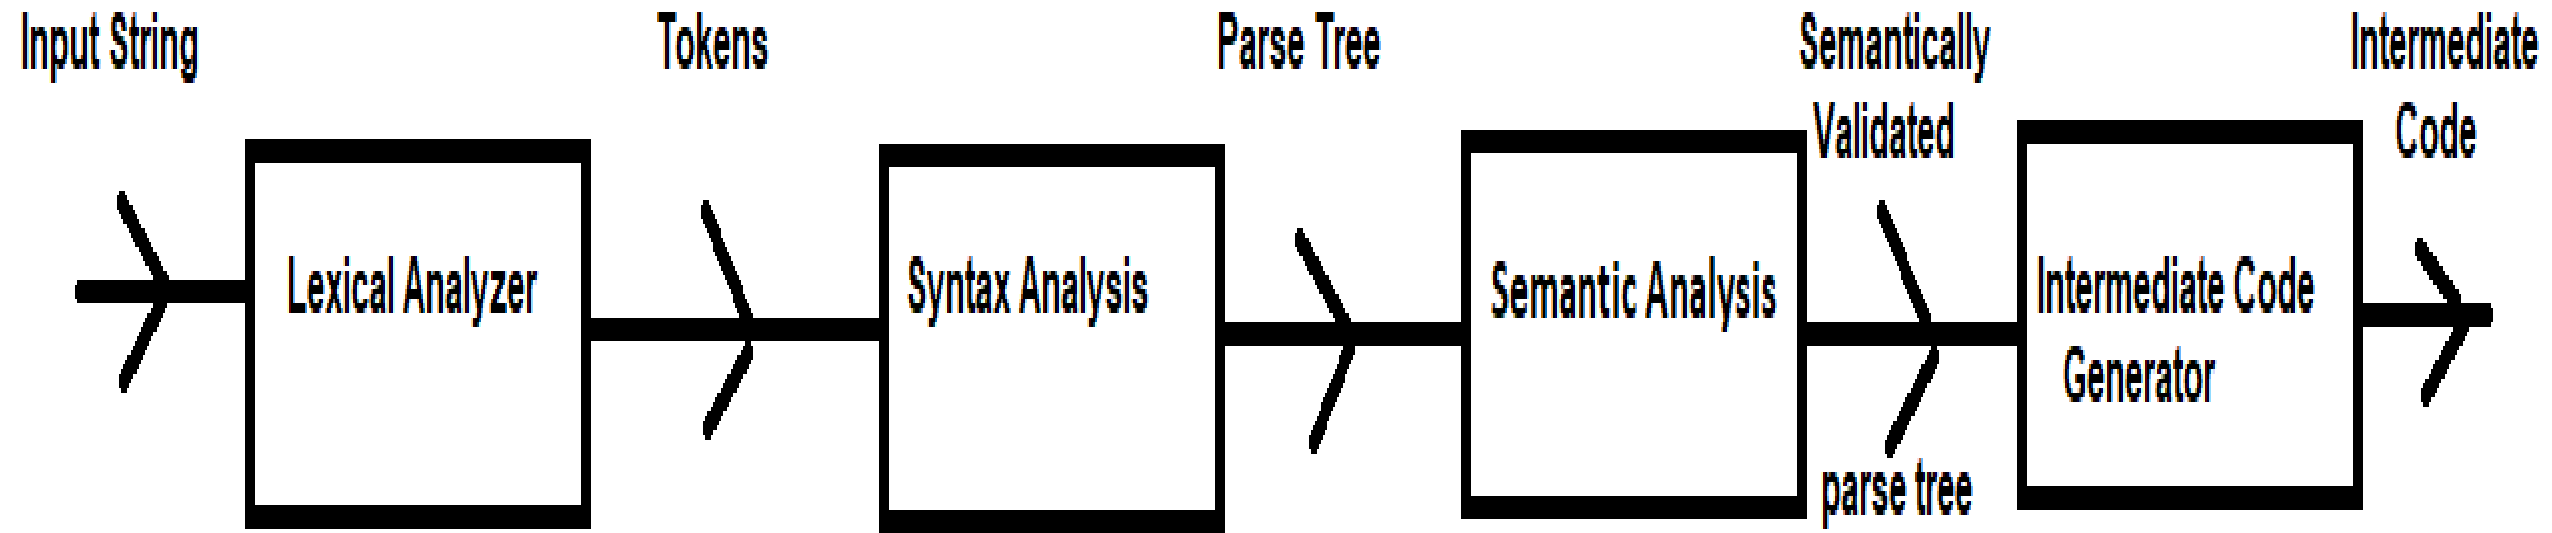 Input String
Tokens
Parse Tree
Semantically
Validated
Intermediate
Code
Lexical Analyzer
Syntax Analysis
Semantic Analysis
Intermediate Code
Generator
parse tree